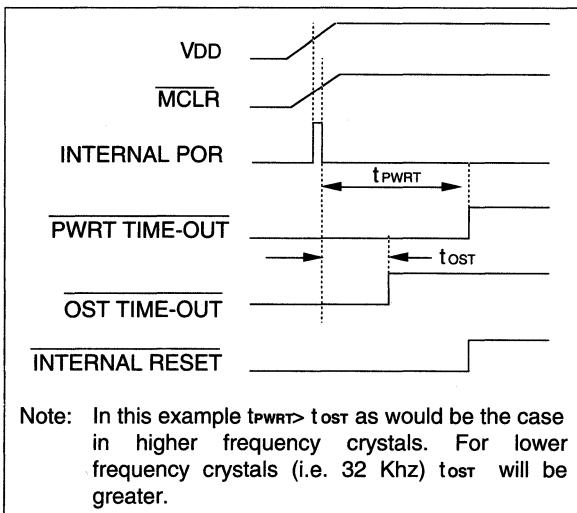 VDD
MCLR
INTERNAL POR
tPWRT
PWRT TIME-OUT
tOST
OST TIME-OUT
INTERNAL RESET
Note: In this example tPWRT> tOST as would be the case
in higher frequency crystals. For lower
frequency crystals (i.e. 32 Khz) tOST will be
greater.